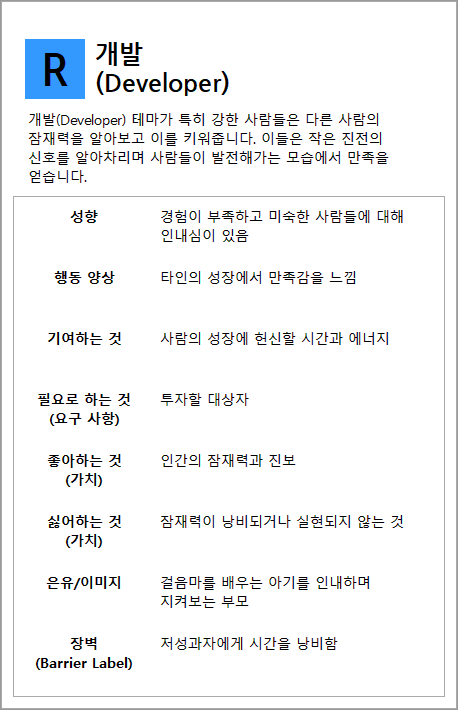 R
개발
(Developer)
개발(Developer) 테마가 특히 강한 사람들은 다른 사람의
잠재력을 알아보고 이를 키워줍니다. 이들은 작은 진전의
신호를 알아차리며 사람들이 발전해가는 모습에서 만족을
얻습니다.
성향 경험이 부족하고 미숙한 사람들에 대해
인내심이 있음
행동 양상 타인의 성장에서 만족감을 느낌
기여하는 것 사람의 성장에 헌신할 시간과 에너지
필요로 하는 것 투자할 대상자
(요구 사항)
좋아하는 것 인간의 잠재력과 진보
(가치)
싫어하는 것 잠재력이 낭비되거나 실현되지 않는 것
(가치)
은유/이미지 걸음마를 배우는 아기를 인내하며
지켜보는 부모
장벽 저성과자에게 시간을 낭비함
(Barrier Label)